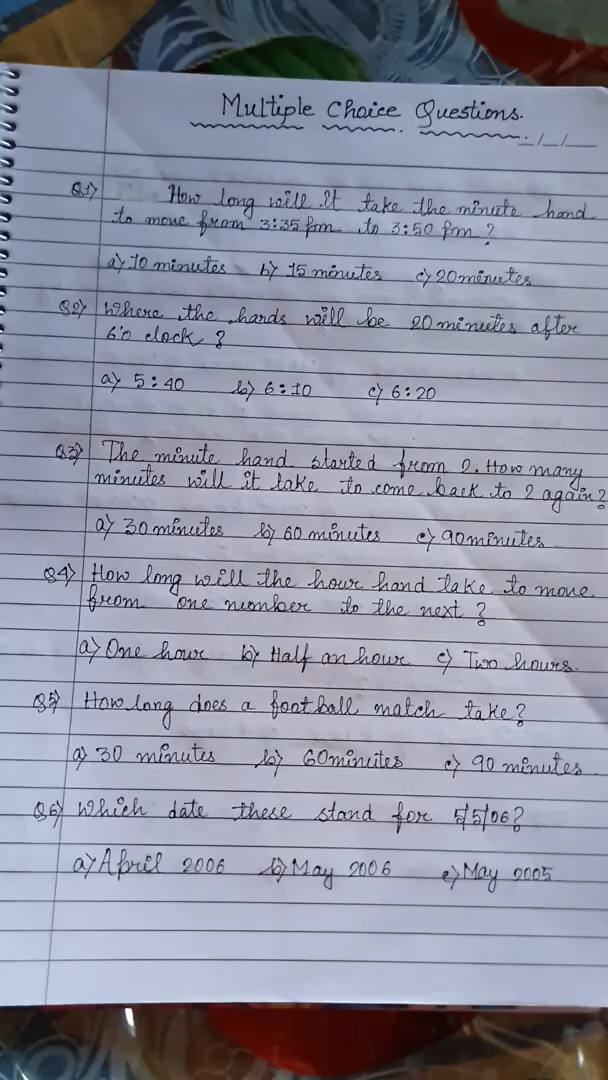 Multiple Choice Questions.
_/_/_
Q1) How long will it take the minute hand
to move from 3:35 pm to 3:50 pm?
a) 10 minutes b) 15 minutes c) 20 minutes
Q2) Where the hands will be 20 minutes after
6'o clock?
a) 5:40 b) 6:10 c) 6:20
Q3) The minute hand started from 2. How many
minutes will it take to come back to 2 again?
a) 30 minutes b) 60 minutes c) 90 minutes.
Q4) How long will the hour hand take to move
from one number to the next?
a) One hour b) Half an hour c) Two hours.
Q5) How long does a football match take?
a) 30 minutes b) 60 minutes c) 90 minutes.
Q6) Which date these stand for 5/5/06?
a) April 2006 b) May 2006 c) May 2005